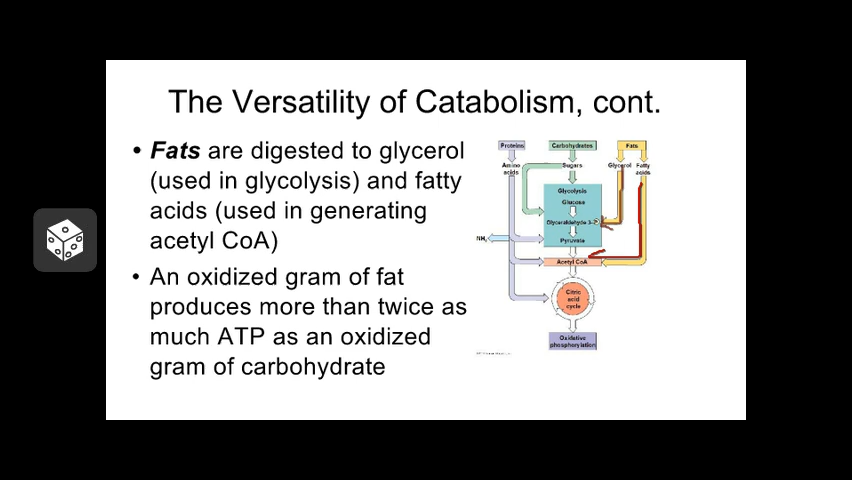 The Versatility of Catabolism, cont.
• Fats are digested to glycerol
(used in glycolysis) and fatty
acids (used in generating
acetyl CoA)
• An oxidized gram of fat
produces more than twice as
much ATP as an oxidized
gram of carbohydrate
Proteins
Carbohydrates
Fats
Amino
acids
Sugars
Glycerol
Fatty
acids
Glycolysis
Glucose
Glyceraldehyde 3-
NH₃
Pyruvate
Acetyl CoA
Citric
acid
cycle
Oxidative
phosphorylation